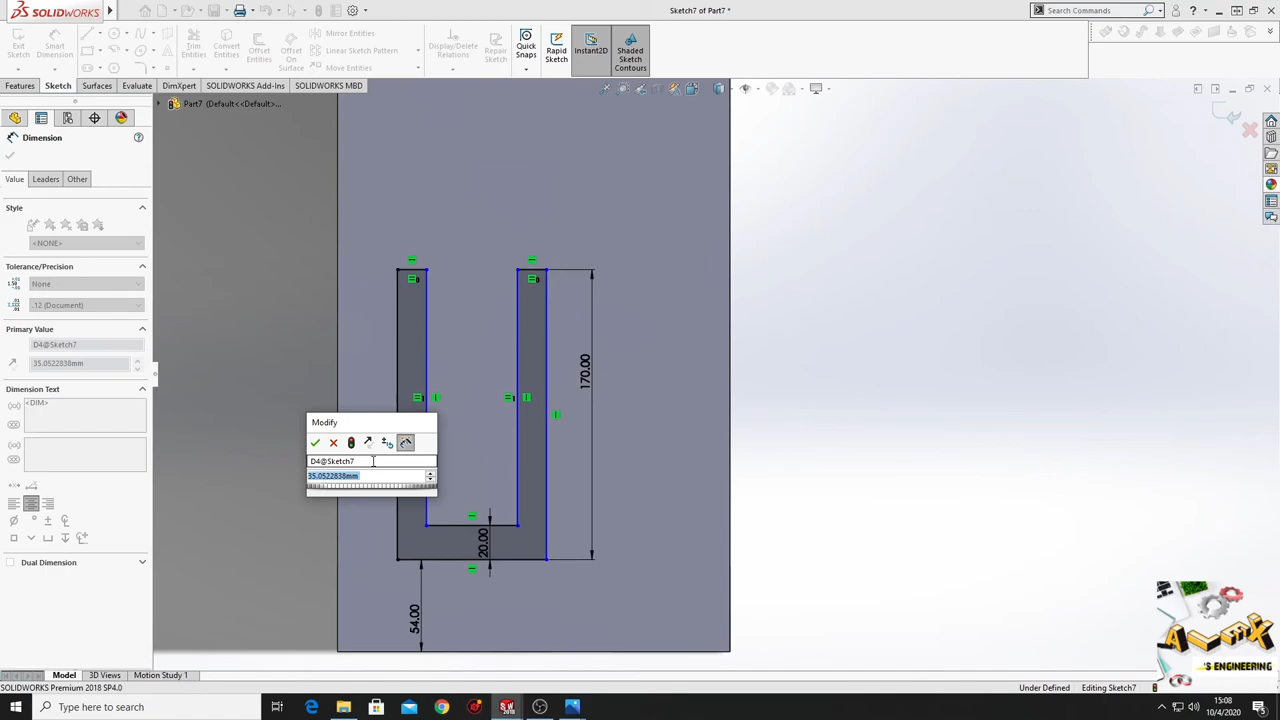 SOLIDWORKS
Sketch7 of Part7 *
Search Commands
Exit Sketch
Smart Dimension
Trim Entities
Convert Entities
Offset Entities
Offset On Surface
Mirror Entities
Linear Sketch Pattern
Move Entities
Display/Delete Relations
Repair Sketch
Quick Snaps
Rapid Sketch
Instant2D
Shaded Sketch Contours
Features
Sketch
Surfaces
Evaluate
DimXpert
SOLIDWORKS Add-Ins
SOLIDWORKS MBD
Part7 (Default<<Default>...
Dimension
Value
Leaders
Other
Style
<NONE>
Tolerance/Precision
None
.12 (Document)
Primary Value
D4@Sketch7
35.0522838mm
Dimension Text
<DIM>
Dual Dimension
Modify
D4@Sketch7
35.0522838mm
170.00
20.00
54.00
ALMX
'S ENGINEERING
Model
3D Views
Motion Study 1
SOLIDWORKS Premium 2018 SP4.0
Under Defined
Editing Sketch7
Type here to search
15:08
10/4/2020